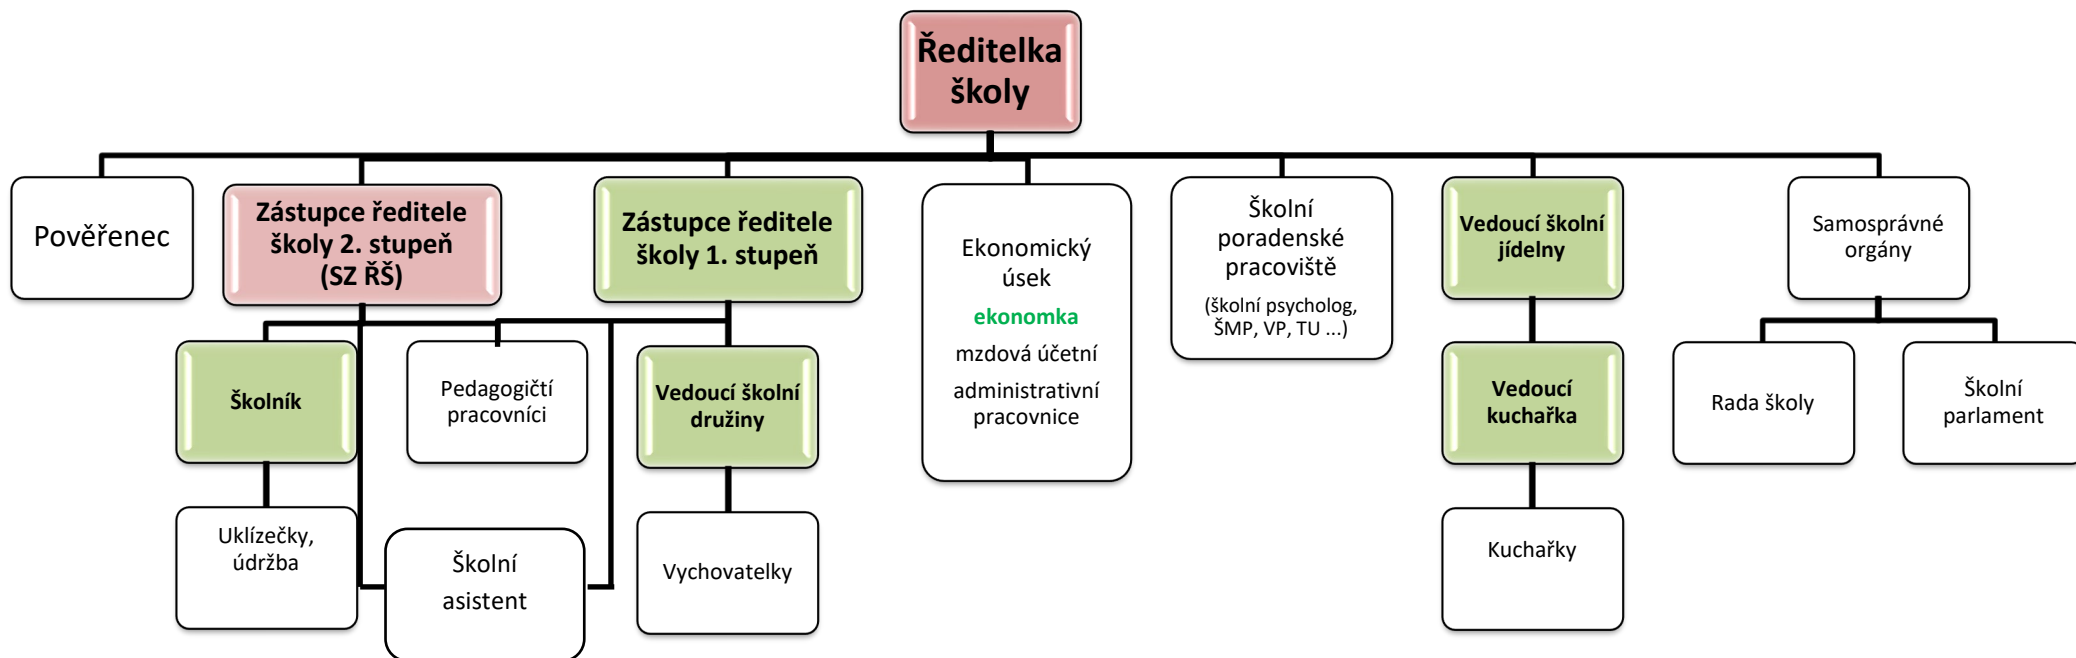 Ředitelka
školy
Pověřenec
Zástupce ředitele
školy 2. stupeň
(SZ ŘŠ)
Zástupce ředitele
školy 1. stupeň
Ekonomický
úsek
ekonomka
mzdová účetní
administrativní
pracovnice
Školní
poradenské
pracoviště
(školní psycholog,
ŠMP, VP, TU ...)
Vedoucí školní
jídelny
Samosprávné
orgány
Školník
Pedagogičtí
pracovníci
Vedoucí školní
družiny
Vedoucí
kuchařka
Rada školy
Školní
parlament
Uklízečky,
údržba
Školní
asistent
Vychovatelky
Kuchařky